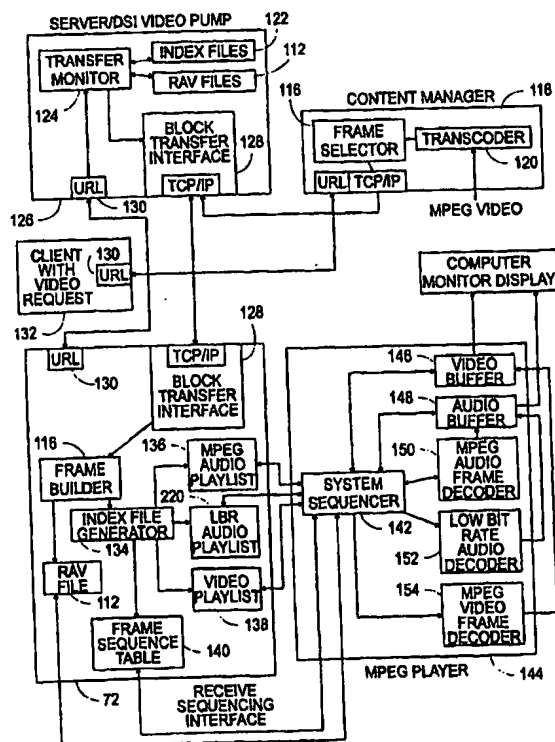 SERVER/DSI VIDEO PUMP
122
INDEX FILES
112
TRANSFER
MONITOR
RAV FILES
124
BLOCK
TRANSFER
INTERFACE
128
TCP/IP
URL
126
130
CONTENT MANAGER
116
118
FRAME
SELECTOR
TRANSCODER
120
URL
TCP/IP
MPEG VIDEO
CLIENT
WITH
VIDEO
REQUEST
130
URL
132
COMPUTER
MONITOR DISPLAY
URL
130
TCP/IP
128
BLOCK
TRANSFER
INTERFACE
116
FRAME
BUILDER
136
MPEG
AUDIO
PLAYLIST
220
INDEX FILE
GENERATOR
134
LBR
AUDIO
PLAYLIST
RAV
FILE
112
VIDEO
PLAYLIST
138
FRAME
SEQUENCE
TABLE
140
72
RECEIVE
SEQUENCING
INTERFACE
146
VIDEO
BUFFER
148
AUDIO
BUFFER
150
MPEG
AUDIO
FRAME
DECODER
SYSTEM
SEQUENCER
142
LOW BIT
RATE
AUDIO
DECODER
152
154
MPEG
VIDEO
FRAME
DECODER
MPEG PLAYER
144